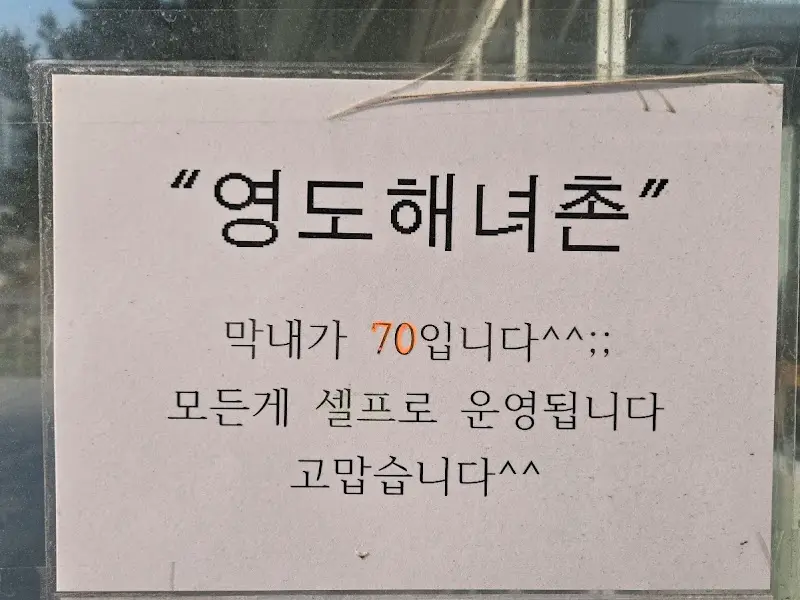 "영도해녀촌"
막내가 70입니다^^;;
모든게 셀프로 운영됩니다
고맙습니다^^